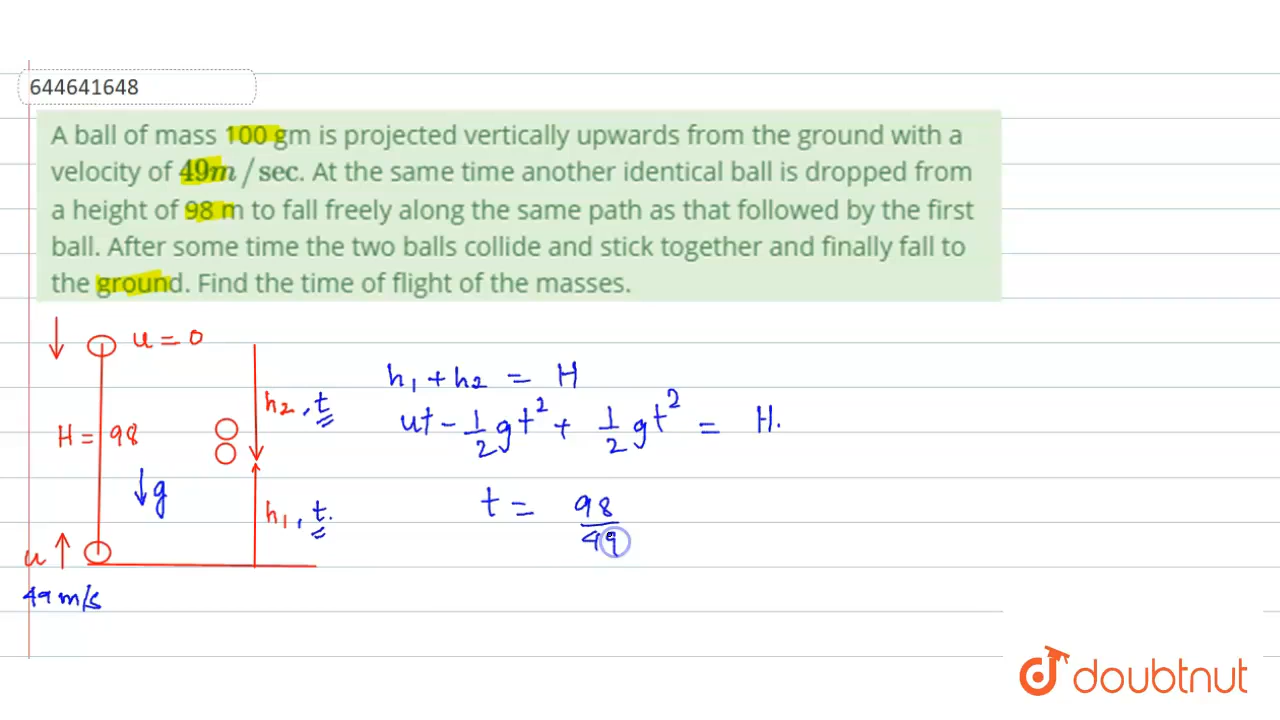 644641648
A ball of mass 100 gm is projected vertically upwards from the ground with a
velocity of 49m/sec. At the same time another identical ball is dropped from
a height of 98 m to fall freely along the same path as that followed by the first
ball. After some time the two balls collide and stick together and finally fall to
the ground. Find the time of flight of the masses.
u = 0
h₁ + h₂ = H
h₂, t
ut - 1/2 gt² + 1/2 gt² = H.
H = 98
↓g
t = 98/49
h₁, t.
u
49 m/s
doubtnut